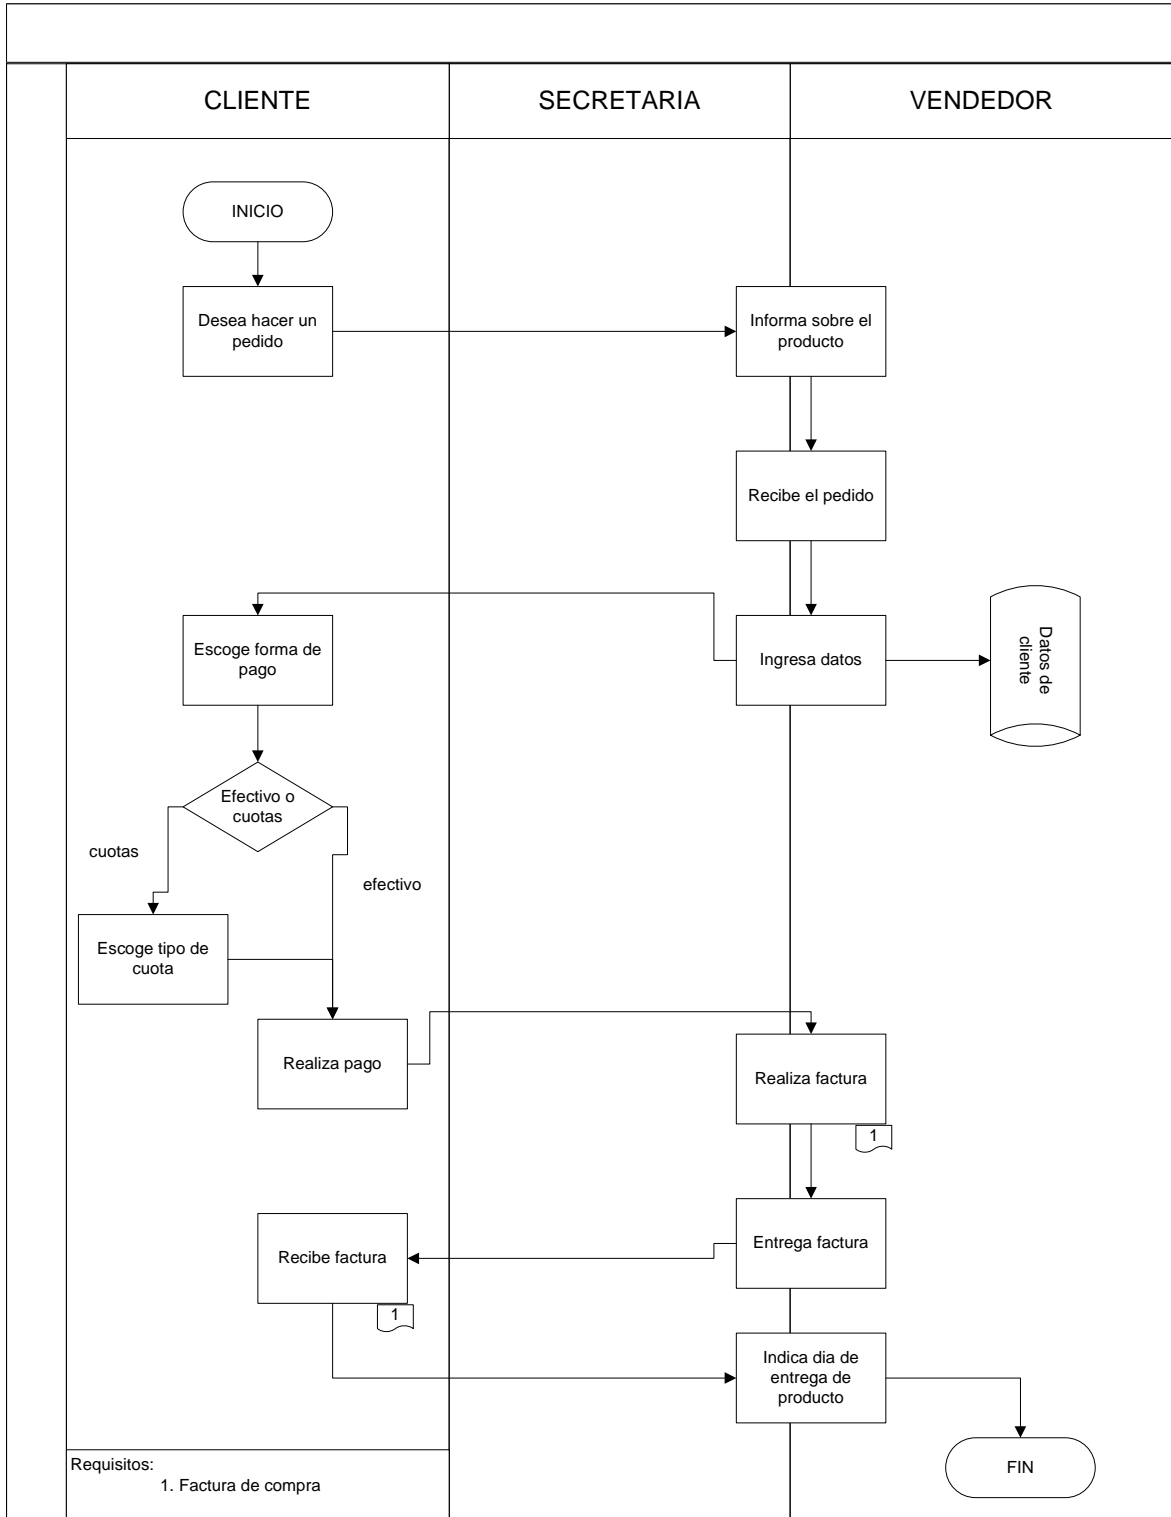 CLIENTE
SECRETARIA
VENDEDOR
INICIO
Desea hacer un
pedido
Informa sobre el
producto
Recibe el pedido
Escoge forma de
pago
Ingresa datos
Datos de
cliente
Efectivo o
cuotas
cuotas
efectivo
Escoge tipo de
cuota
Realiza pago
Realiza factura
1
Recibe factura
1
Entrega factura
Indica dia de
entrega de
producto
FIN
Requisitos:
1. Factura de compra